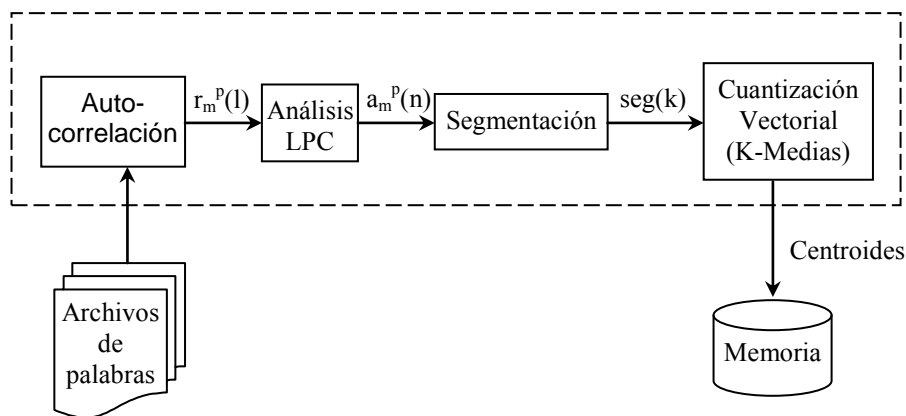 Auto-
correlación
r_m^p(l)
Análisis
LPC
a_m^p(n)
Segmentación
seg(k)
Cuantización
Vectorial
(K-Medias)
Centroides
Archivos
de
palabras
Memoria